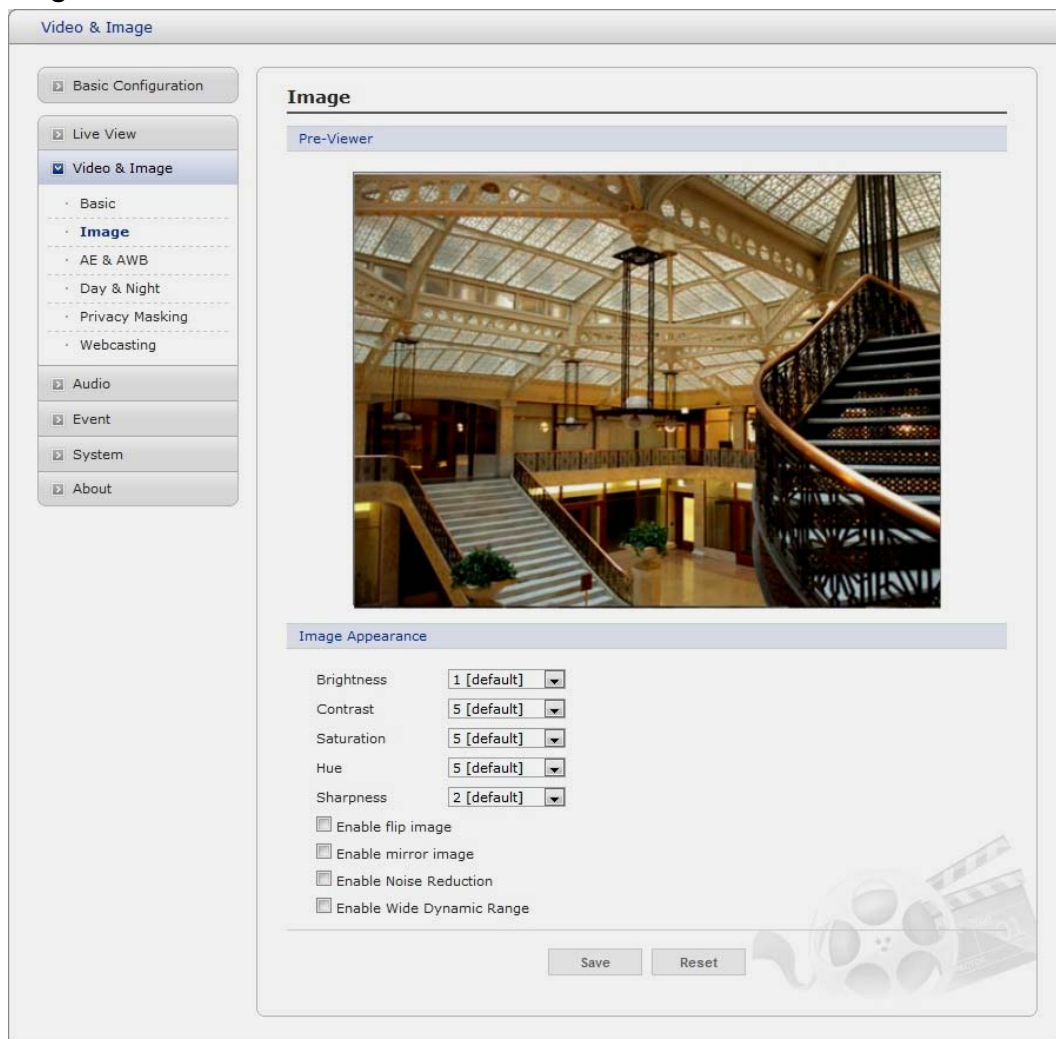 Video & Image
Basic Configuration
Live View
Video & Image
Basic
Image
AE & AWB
Day & Night
Privacy Masking
Webcasting
Audio
Event
System
About
Image
Pre-Viewer
Image Appearance
Brightness 1 [default]
Contrast 5 [default]
Saturation 5 [default]
Hue 5 [default]
Sharpness 2 [default]
Enable flip image
Enable mirror image
Enable Noise Reduction
Enable Wide Dynamic Range
Save Reset